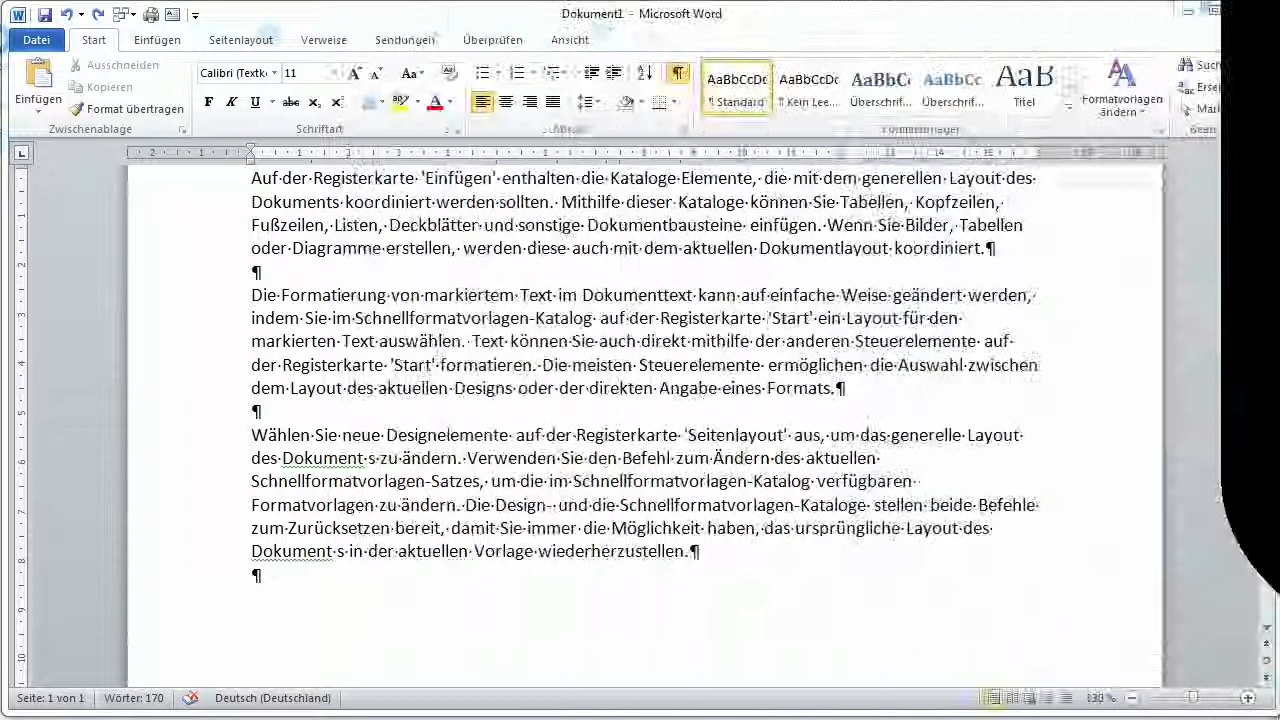 Dokument1 - Microsoft Word
Datei Start Einfügen Seitenlayout Verweise Sendungen Überprüfen Ansicht
Einfügen
Ausschneiden
Kopieren
Format übertragen
Zwischenablage
Calibri (Textk 11
Aa
F K U abc x₂ x² A
Schriftart
AaBbCcDc AaBbCcDc AaBbC AaBbCc AaB
¶ Standard ¶ Kein Lee... Überschrif... Überschrif... Titel
Formatvorlagen
ändern
Auf der Registerkarte 'Einfügen' enthalten die Kataloge Elemente, die mit dem generellen Layout des
Dokuments koordiniert werden sollten. Mithilfe dieser Kataloge können Sie Tabellen, Kopfzeilen,
Fußzeilen, Listen, Deckblätter und sonstige Dokumentbausteine einfügen. Wenn Sie Bilder, Tabellen
oder Diagramme erstellen, werden diese auch mit dem aktuellen Dokumentlayout koordiniert.¶
¶
Die Formatierung von markiertem Text im Dokumenttext kann auf einfache Weise geändert werden,
indem Sie im Schnellformatvorlagen-Katalog auf der Registerkarte 'Start' ein Layout für den
markierten Text auswählen. Text können Sie auch direkt mithilfe der anderen Steuerelemente auf
der Registerkarte 'Start' formatieren. Die meisten Steuerelemente ermöglichen die Auswahl zwischen
dem Layout des aktuellen Designs oder der direkten Angabe eines Formats.¶
¶
Wählen Sie neue Designelemente auf der Registerkarte 'Seitenlayout' aus, um das generelle Layout
des Dokument s zu ändern. Verwenden Sie den Befehl zum Ändern des aktuellen
Schnellformatvorlagen-Satzes, um die im Schnellformatvorlagen-Katalog verfügbaren
Formatvorlagen zu ändern. Die Design- und die Schnellformatvorlagen-Kataloge stellen beide Befehle
zum Zurücksetzen bereit, damit Sie immer die Möglichkeit haben, das ursprüngliche Layout des
Dokument s in der aktuellen Vorlage wiederherzustellen.¶
¶
Seite: 1 von 1 Wörter: 170 Deutsch (Deutschland) 130 %